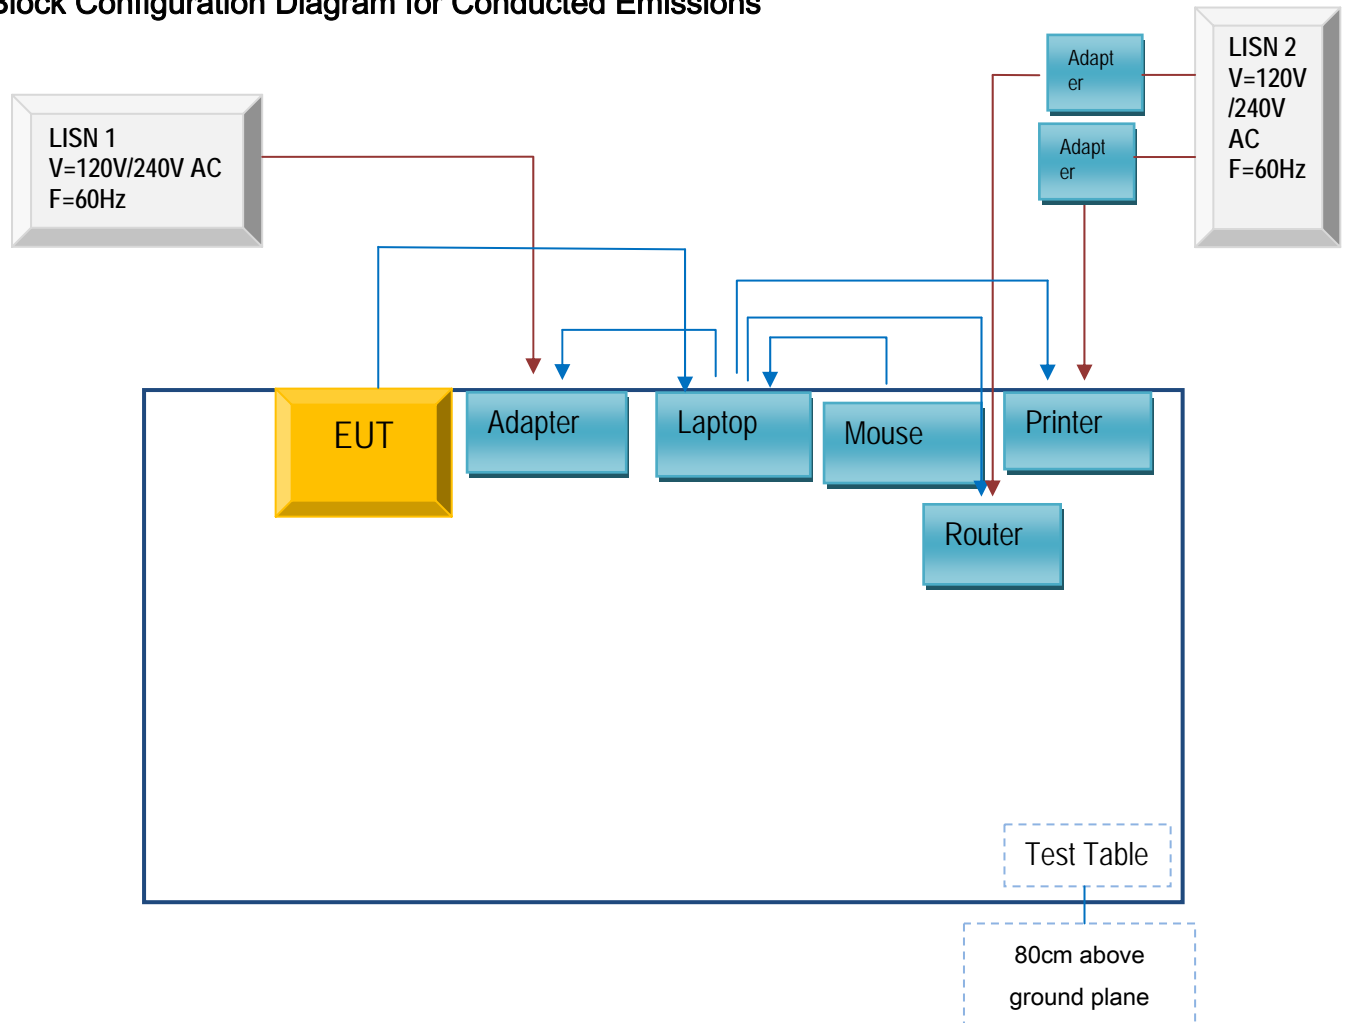 Block Configuration Diagram for Conducted Emissions
LISN 1
V=120V/240V AC
F=60Hz
Adapt
er
Adapt
er
LISN 2
V=120V
/240V
AC
F=60Hz
EUT
Adapter
Laptop
Mouse
Printer
Router
Test Table
80cm above
ground plane